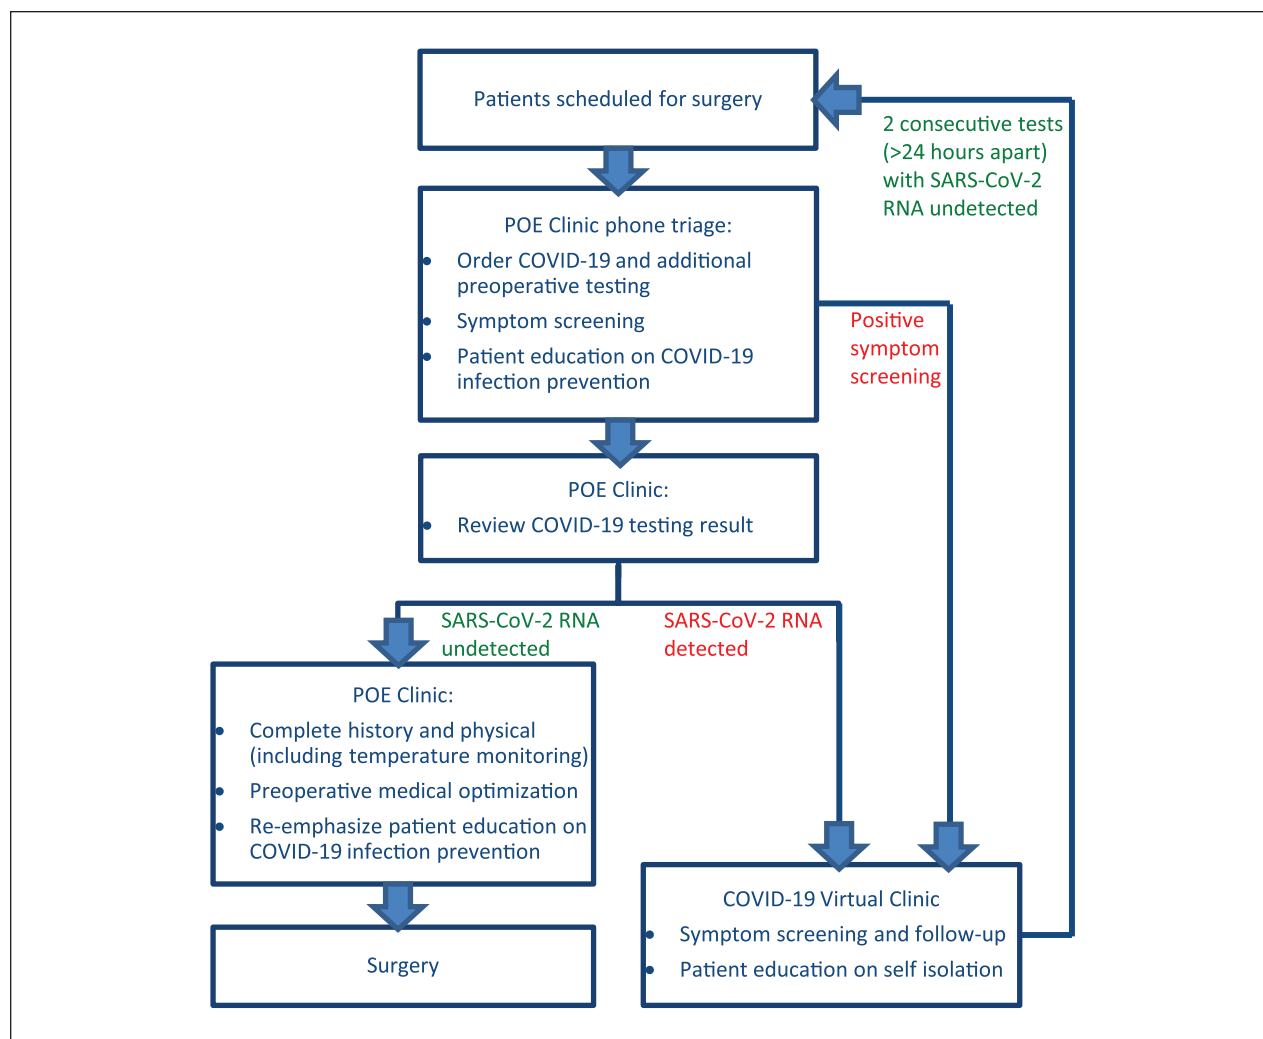 Patients scheduled for surgery
2 consecutive tests
(>24 hours apart)
with SARS-CoV-2
RNA undetected
POE Clinic phone triage:
• Order COVID-19 and additional
preoperative testing
• Symptom screening
• Patient education on COVID-19
infection prevention
Positive
symptom
screening
POE Clinic:
• Review COVID-19 testing result
SARS-CoV-2 RNA
undetected
SARS-CoV-2 RNA
detected
POE Clinic:
• Complete history and physical
(including temperature monitoring)
• Preoperative medical optimization
• Re-emphasize patient education on
COVID-19 infection prevention
COVID-19 Virtual Clinic
• Symptom screening and follow-up
• Patient education on self isolation
Surgery